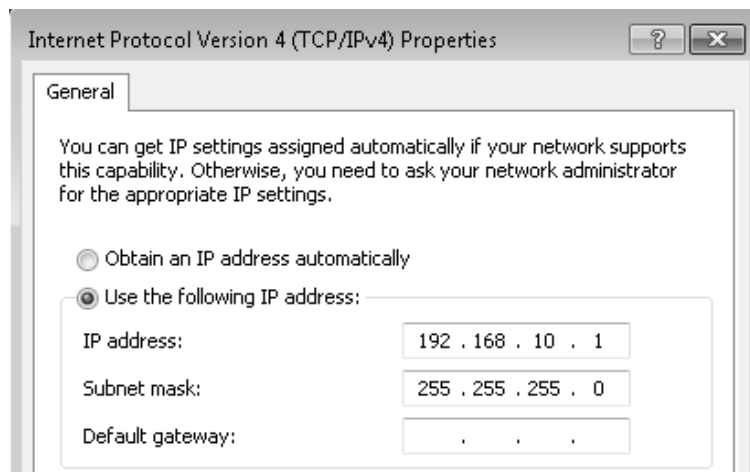 Internet Protocol Version 4 (TCP/IPv4) Properties
General
You can get IP settings assigned automatically if your network supports
this capability. Otherwise, you need to ask your network administrator
for the appropriate IP settings.
Obtain an IP address automatically
Use the following IP address:
IP address: 192 . 168 . 10 . 1
Subnet mask: 255 . 255 . 255 . 0
Default gateway: . . .